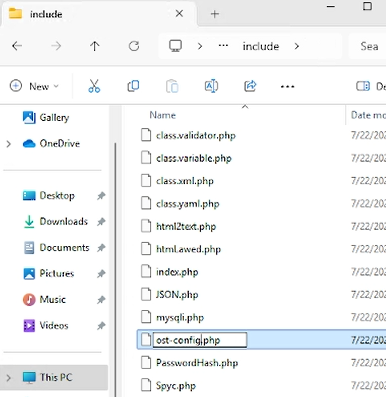 include
include
Sea
New
De
Gallery
OneDrive
Desktop
Downloads
Documents
Pictures
Music
Videos
This PC
Name
Date mo
class.validator.php
7/22/202
class.variable.php
7/22/202
class.xml.php
7/22/202
class.yaml.php
7/22/202
html2text.php
7/22/202
htmLawed.php
7/22/202
index.php
7/22/202
JSON.php
7/22/202
mysqli.php
7/22/202
ost-config.php
7/22/202
PasswordHash.php
7/22/202
Spyc.php
7/22/202